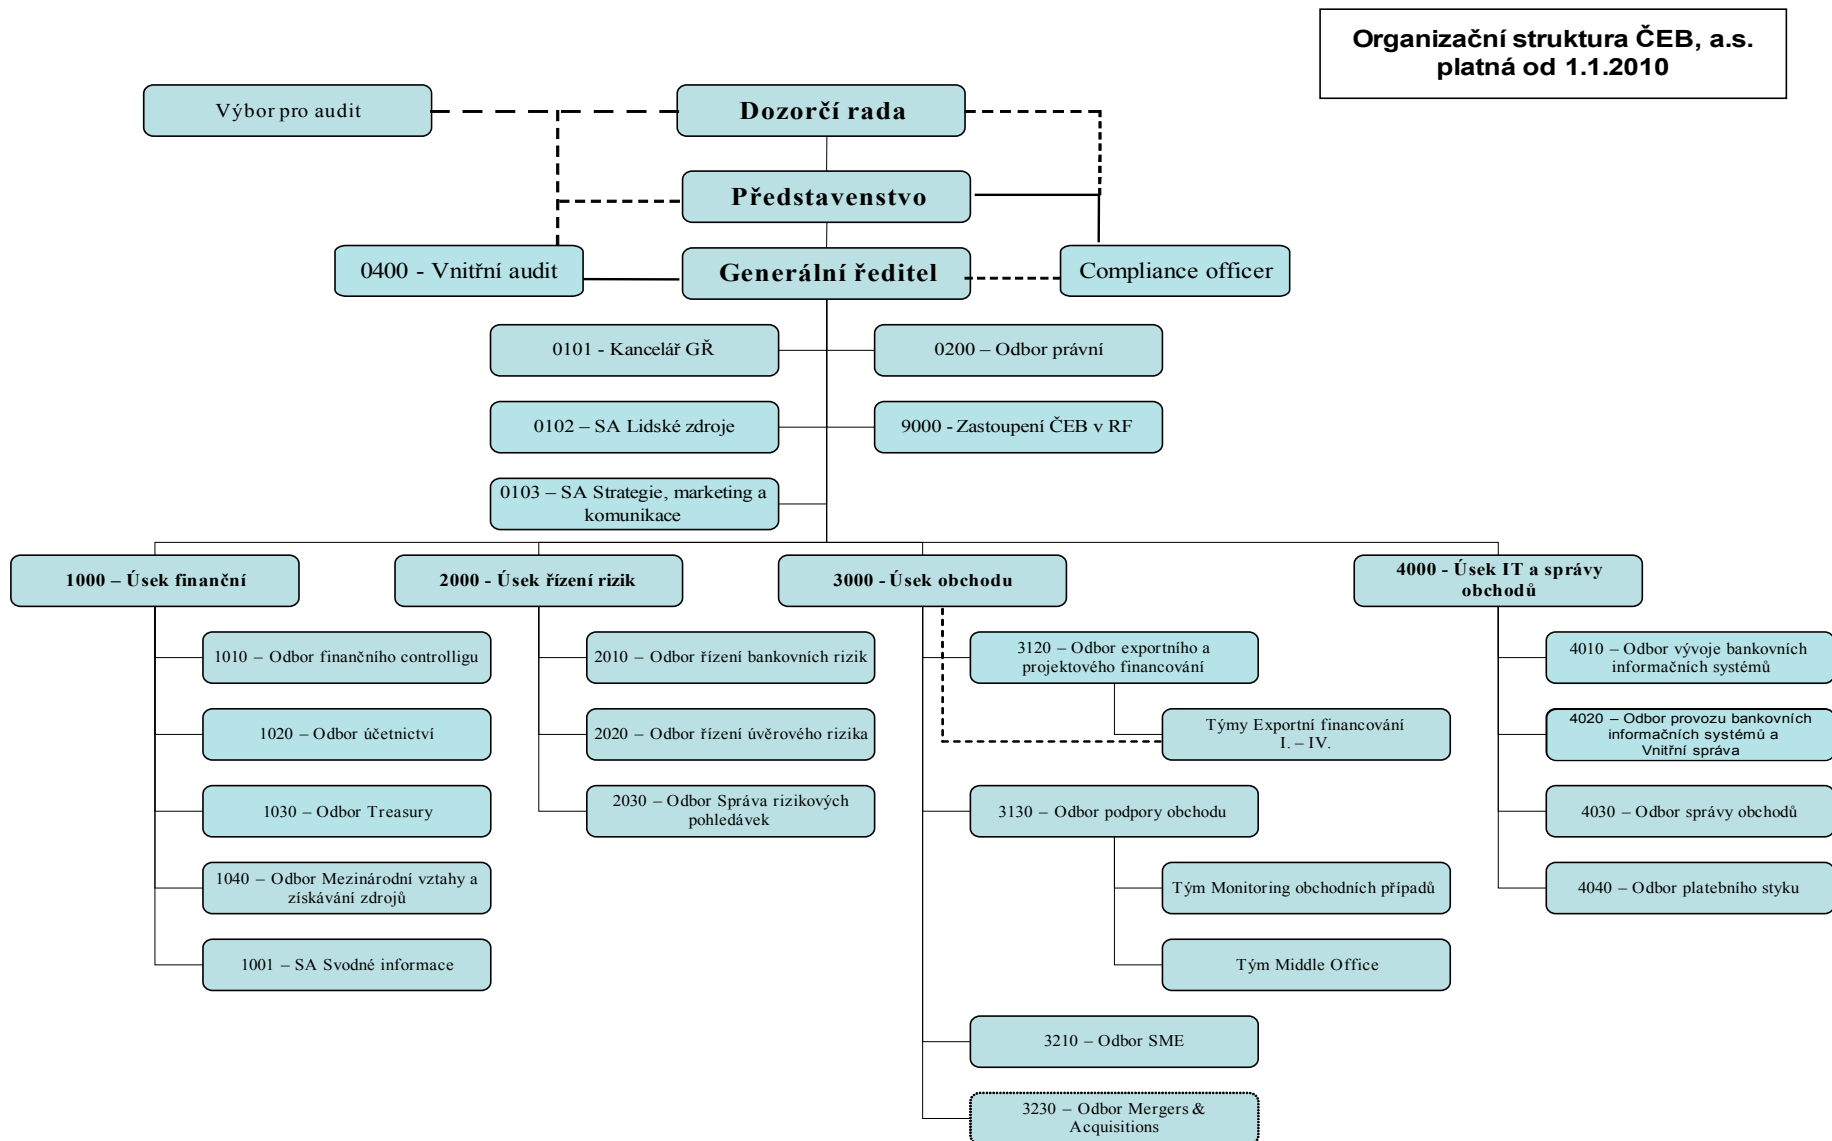 Organizační struktura ČEB, a.s.
platná od 1.1.2010
Výbor pro audit
Dozorčí rada
Představenstvo
0400 - Vnitřní audit
Generální ředitel
Compliance officer
0101 - Kancelář GŘ
0200 – Odbor právní
0102 – SA Lidské zdroje
9000 - Zastoupení ČEB v RF
0103 – SA Strategie, marketing a
komunikace
1000 – Úsek finanční
2000 - Úsek řízení rizik
3000 - Úsek obchodu
4000 - Úsek IT a správy
obchodů
1010 – Odbor finančního controlligu
1020 – Odbor účetnictví
1030 – Odbor Treasury
1040 – Odbor Mezinárodní vztahy a
získávání zdrojů
1001 – SA Svodné informace
2010 – Odbor řízení bankovních rizik
2020 – Odbor řízení úvěrového rizika
2030 – Odbor Správa rizikových
pohledávek
3120 – Odbor exportního a
projektového financování
Týmy Exportní financování
I. – IV.
3130 – Odbor podpory obchodu
Tým Monitoring obchodních případů
Tým Middle Office
3210 – Odbor SME
3230 – Odbor Mergers &
Acquisitions
4010 – Odbor vývoje bankovních
informačních systémů
4020 – Odbor provozu bankovních
informačních systémů a
Vnitřní správa
4030 – Odbor správy obchodů
4040 – Odbor platebního styku